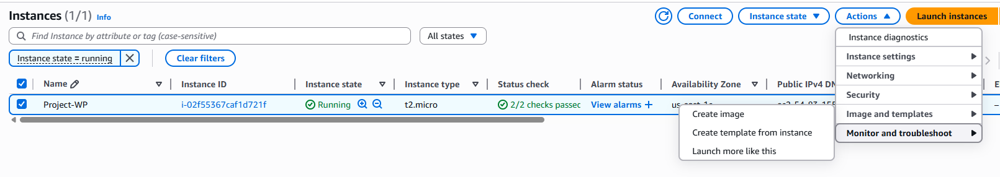 Instances (1/1) Info
Connect
Instance state
Actions
Launch instances
Find Instance by attribute or tag (case-sensitive)
All states
Instance state = running
Clear filters
Instance diagnostics
Instance settings
Networking
Security
Image and templates
Monitor and troubleshoot
Name Instance ID Instance state Instance type Status check Alarm status Availability Zone Public IPv4 DN E
Project-WP i-02f55367caf1d721f Running t2.micro 2/2 checks passed View alarms + –
Create image
Create template from instance
Launch more like this